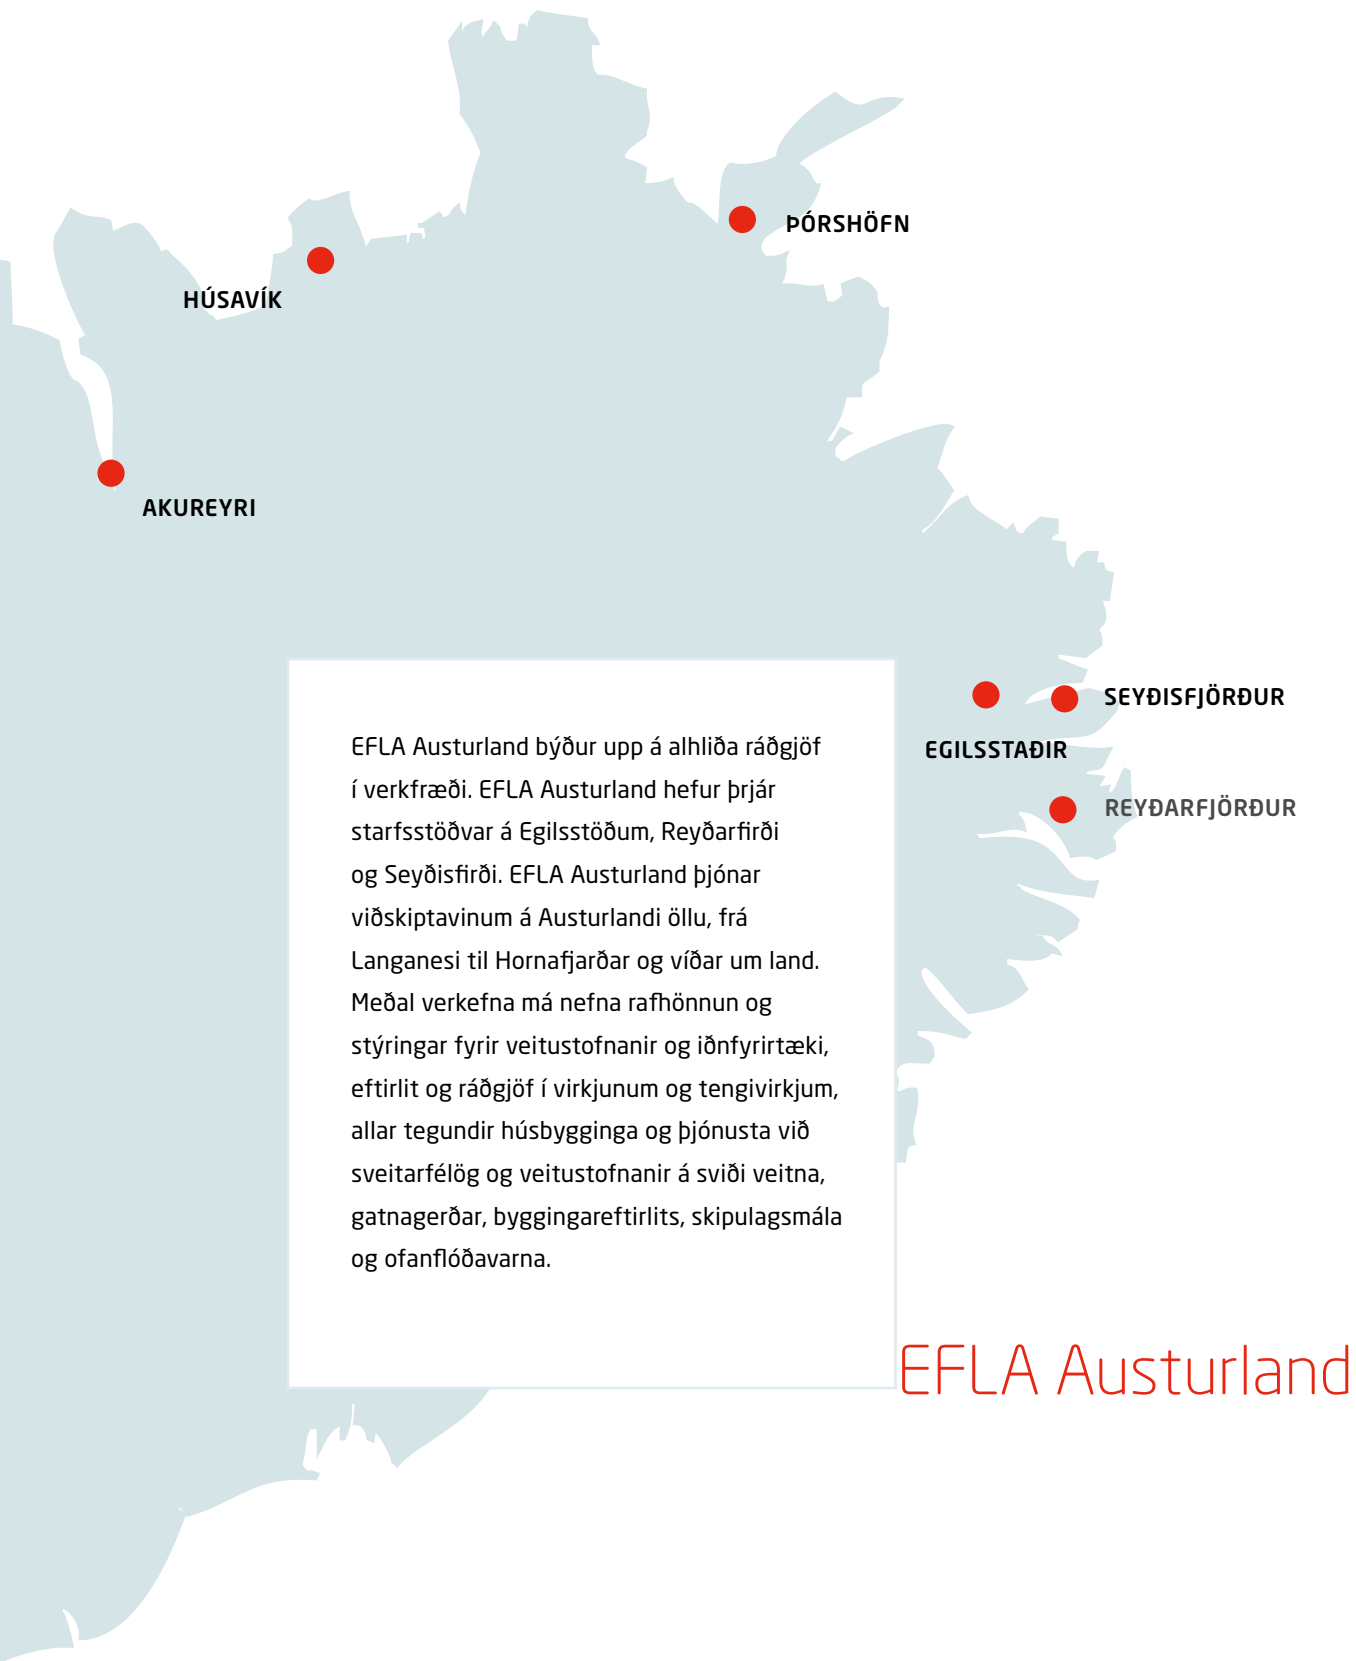 ÞÓRSHÖFN
HÚSAVÍK
AKUREYRI
SEYÐISFJÖRÐUR
EGILSSTAÐIR
REYÐARFJÖRÐUR
EFLA Austurland býður upp á alhliða ráðgjöf
í verkfræði. EFLA Austurland hefur þrjár
starfsstöðvar á Egilsstöðum, Reyðarfirði
og Seyðisfirði. EFLA Austurland þjónar
viðskiptavinum á Austurlandi öllu, frá
Langanesi til Hornafjarðar og víðar um land.
Meðal verkefna má nefna rafhönnun og
stýringar fyrir veitustofnanir og iðnfyrirtæki,
eftirlit og ráðgjöf í virkjunum og tengivirkjum,
allar tegundir húsbygginga og þjónusta við
sveitarfélög og veitustofnanir á sviði veitna,
gatnagerðar, byggingareftirlits, skipulagsmála
og ofanflóðavarna.
EFLA Austurland